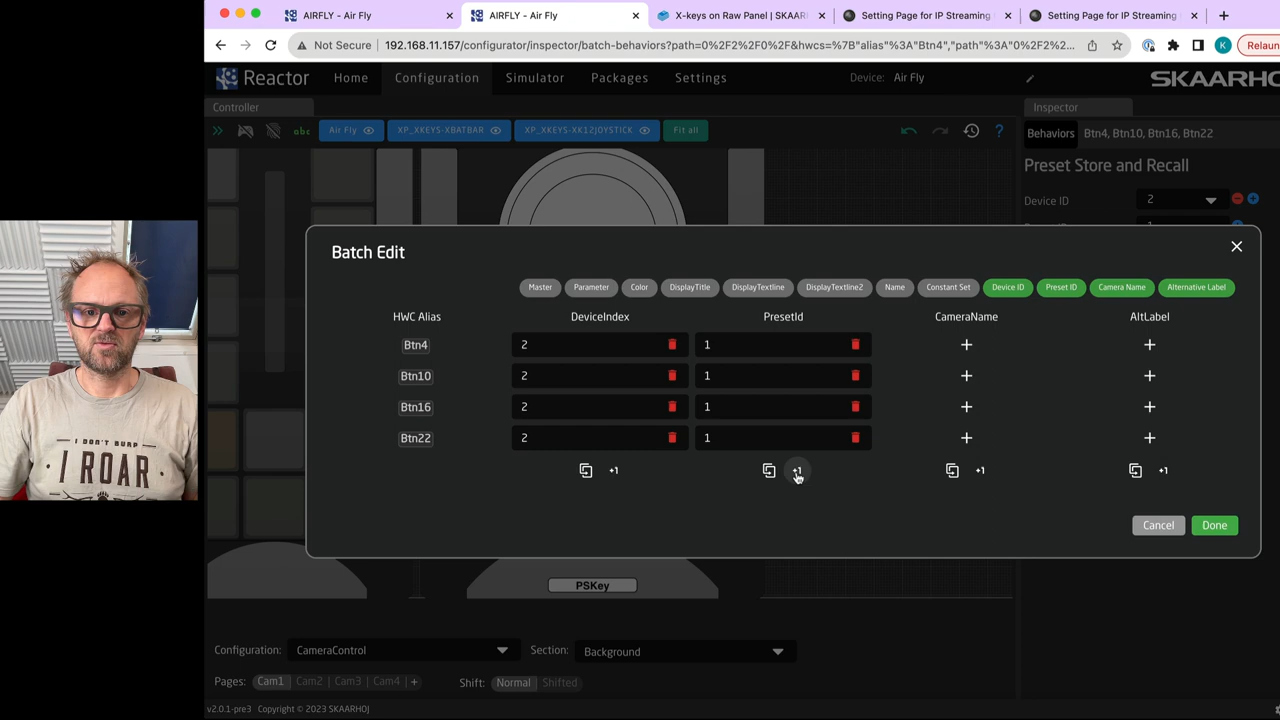 AIRFLY - Air Fly
AIRFLY - Air Fly
X-keys on Raw Panel | SKAAR
Setting Page for IP Streaming
Setting Page for IP Streaming
Not Secure 192.168.11.157/configurator/inspector/batch-behaviors?path=0%2F2%2F0%2F&hwcs=%7B"alias"%3A"Btn4","path"%3A"0%2F2%2...
K
Relaun
Reactor Home Configuration Simulator Packages Settings Device: Air Fly SKAARHOJ
Controller
Inspector
abc Air Fly XP_XKEYS-XBATBAR XP_XKEYS-XK12JOYSTICK Fit all ?
Behaviors Btn4, Btn10, Btn16, Btn22
Preset Store and Recall
Device ID 2
Batch Edit
Master Parameter Color DisplayTitle DisplayTextline DisplayTextline2 Name Constant Set Device ID Preset ID Camera Name Alternative Label
HWC Alias DeviceIndex PresetId CameraName AltLabel
Btn4 2 1 + +
Btn10 2 1 + +
Btn16 2 1 + +
Btn22 2 1 + +
+1 +1 +1 +1
Cancel Done
I DON'T BURP
I ROAR
PSKey
Configuration: CameraControl Section: Background
Pages: Cam1 | Cam2 | Cam3 | Cam4 | + Shift: Normal Shifted
v2.0.1-pre3 Copyright © 2023 SKAARHOJ